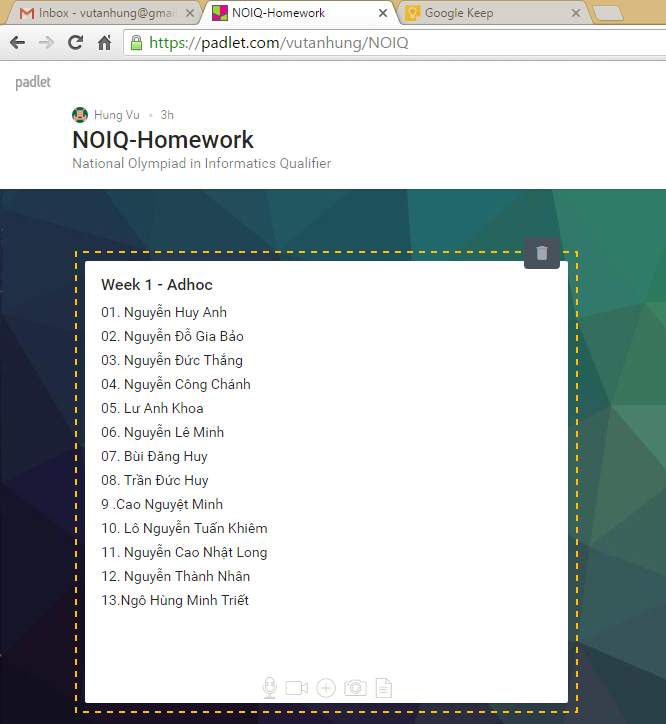 Inbox - vutanhung@gmai
NOIQ-Homework
Google Keep
https://padlet.com/vutanhung/NOIQ
padlet
Hung Vu • 3h
NOIQ-Homework
National Olympiad in Informatics Qualifier
Week 1 - Adhoc
01. Nguyễn Huy Anh
02. Nguyễn Đỗ Gia Bảo
03. Nguyễn Đức Thắng
04. Nguyễn Công Chánh
05. Lư Anh Khoa
06. Nguyễn Lê Minh
07. Bùi Đăng Huy
08. Trần Đức Huy
9 .Cao Nguyệt Minh
10. Lô Nguyễn Tuấn Khiêm
11. Nguyễn Cao Nhật Long
12. Nguyễn Thành Nhân
13.Ngô Hùng Minh Triết